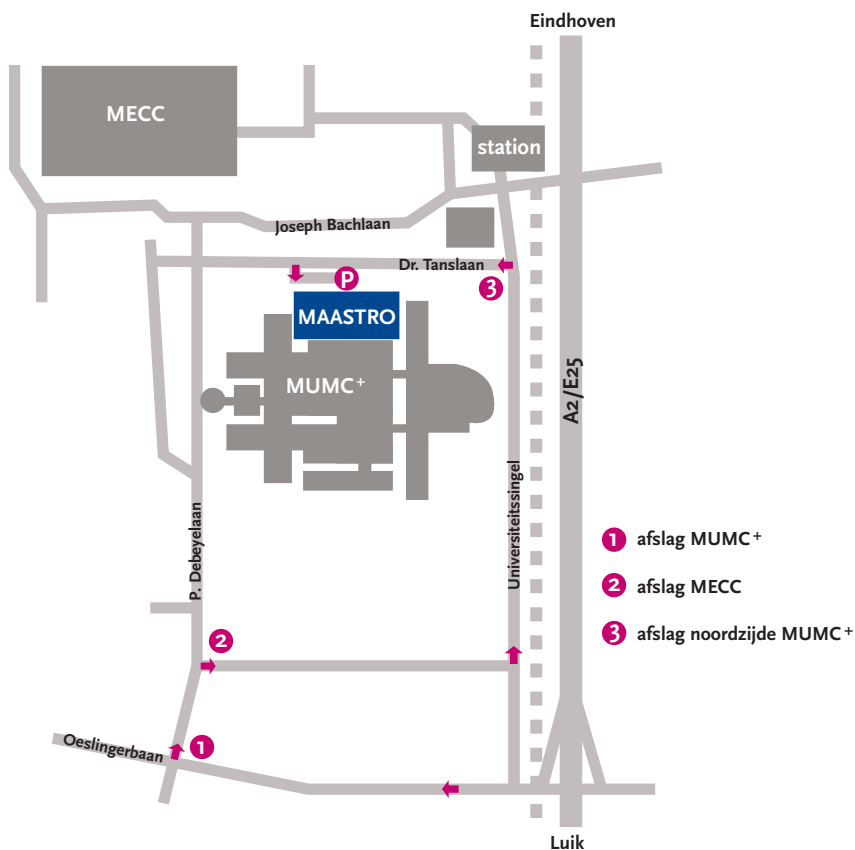 Eindhoven
MECC
station
Joseph Bachlaan
Dr. Tanslaan
P
3
MAASTRO
MUMC+
A2/E25
Universiteitssingel
P. Debeyelaan
1 afslag MUMC+
2 afslag MECC
3 afslag noordzijde MUMC+
2
Oeslingerbaan
1
Luik